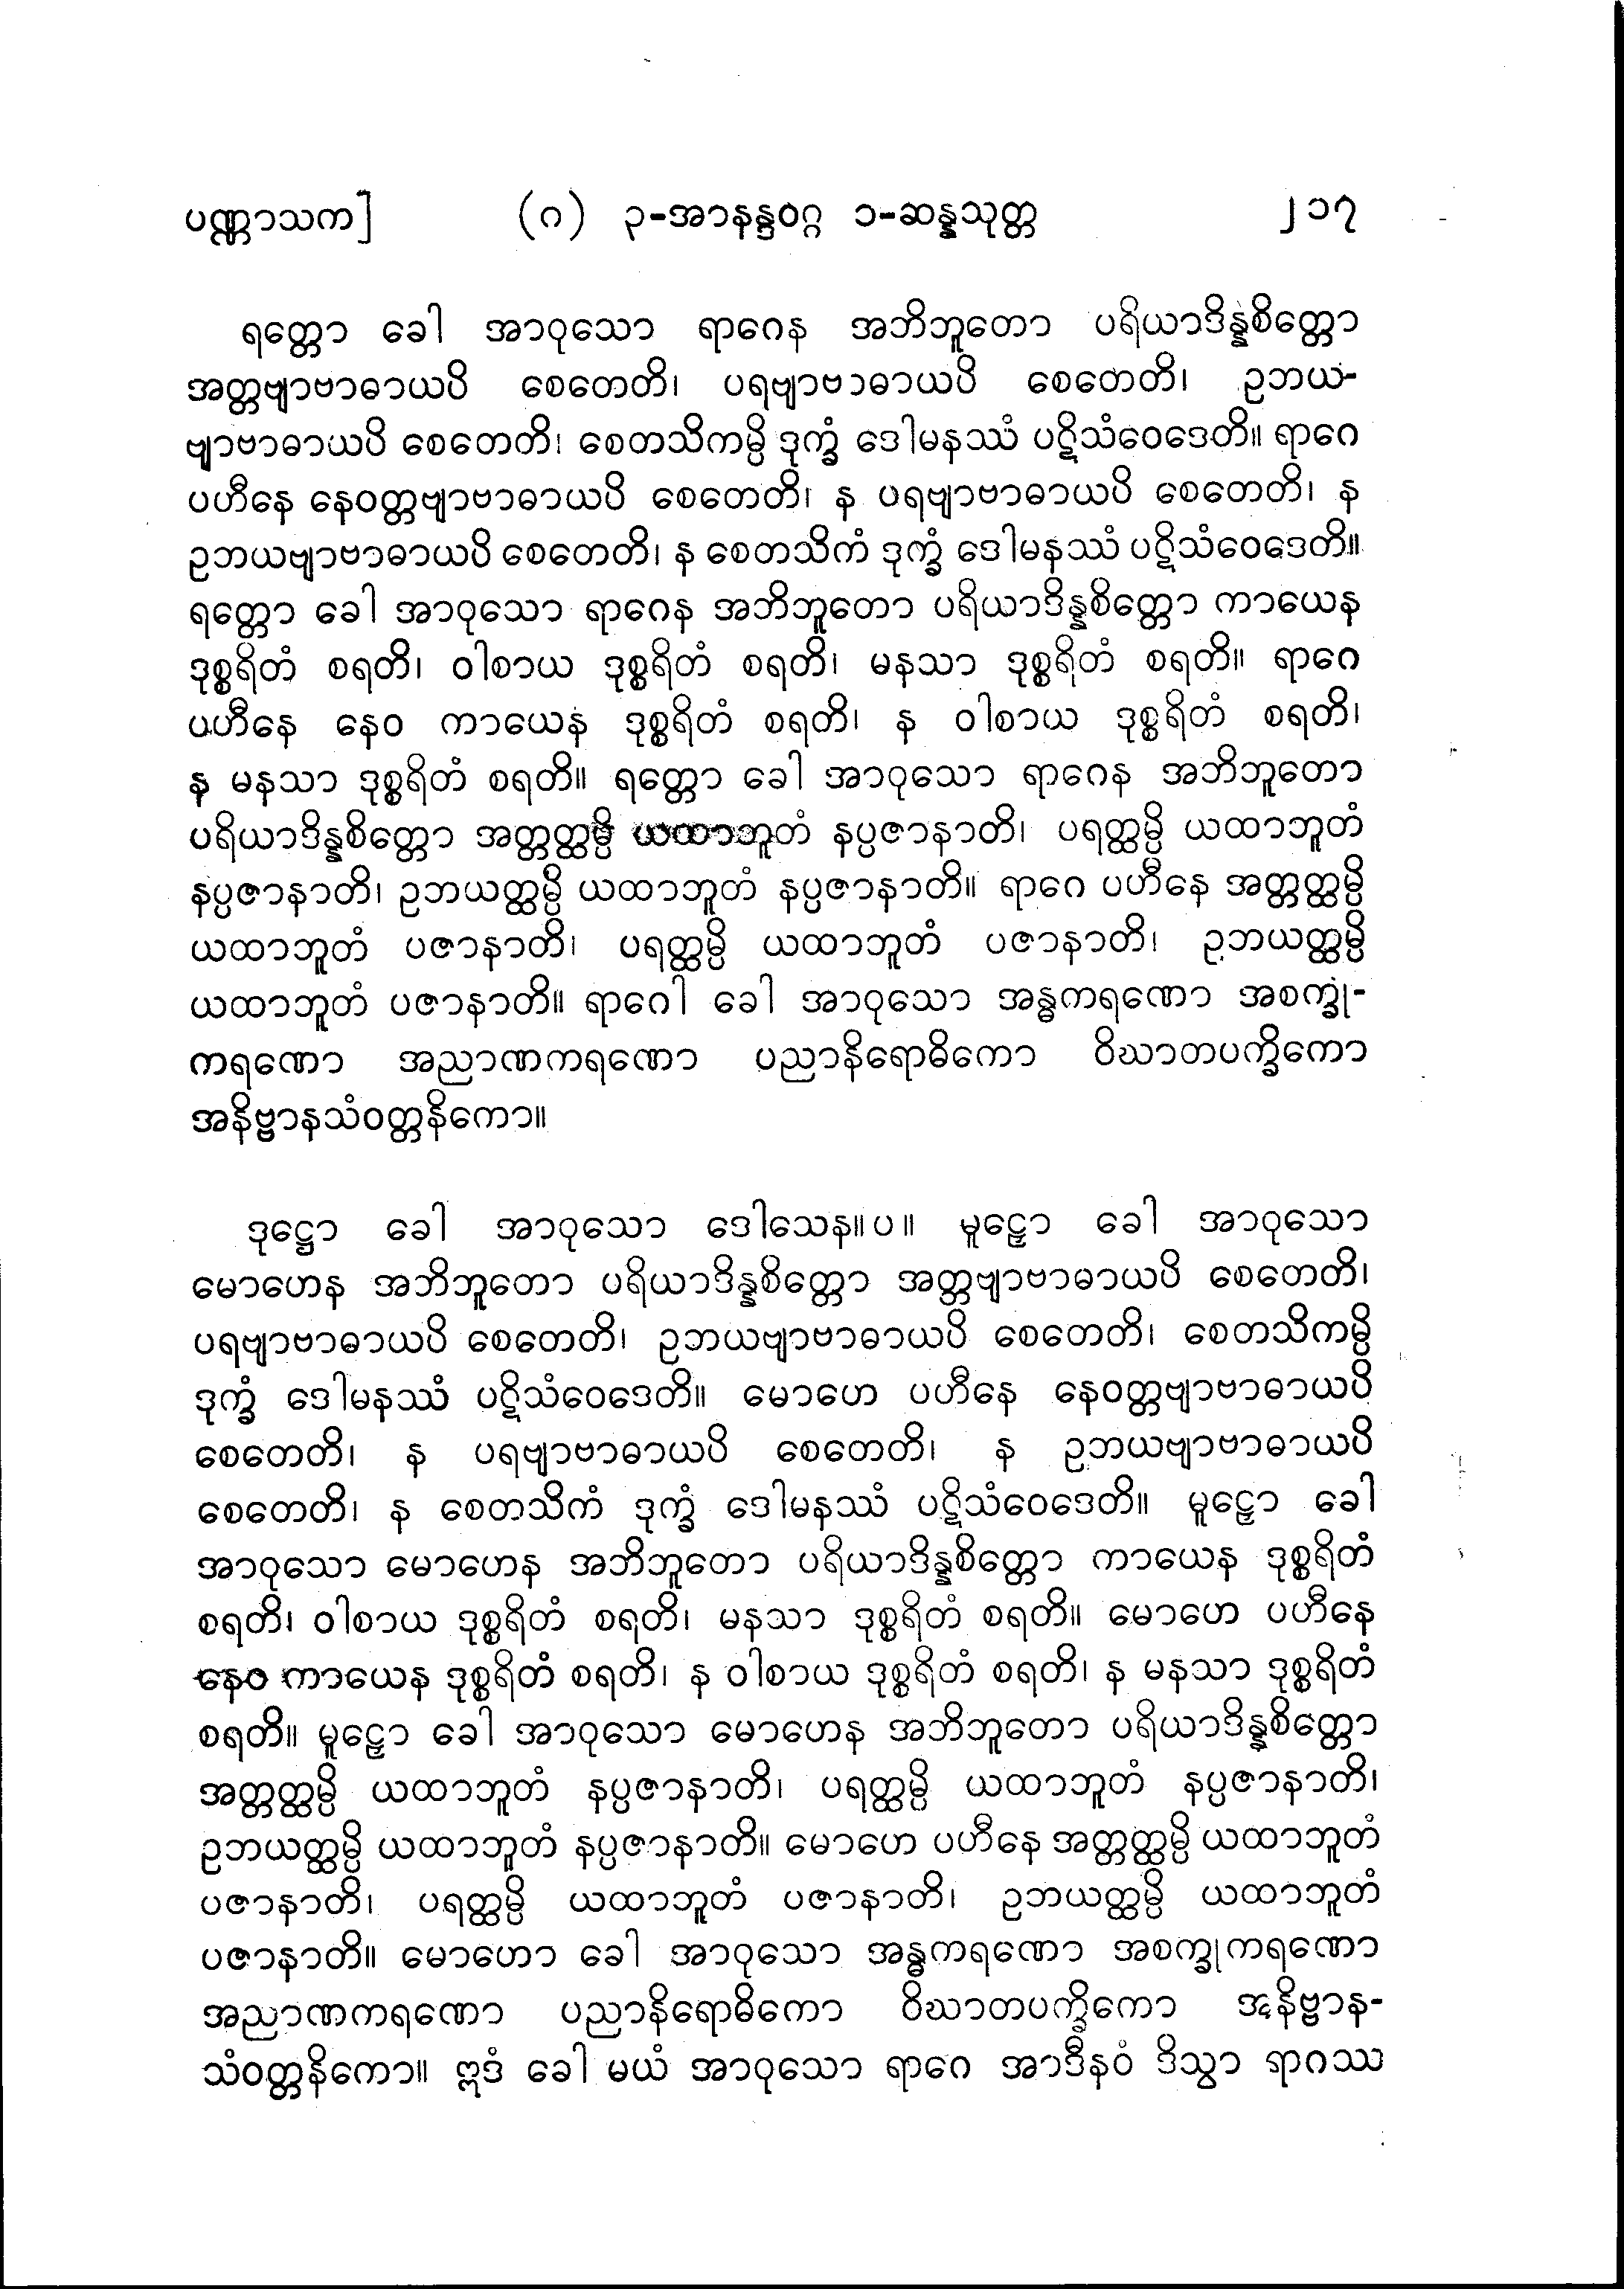 ပဏ္ဏာသက] (ဂ) ၃-အာနန္ဒဝဂ္ဂ ၁-ဆန္နသုတ္တ ၂၁၇
ရတ္တော ခေါ အာဝုသော ရာဂေန အဘိဘူတော ပရိယာဒိန္နစိတ္တော
အတ္တဗျာဗာဓာယပိ စေတေတိ၊ ပရဗျာဗာဓာယပိ စေတေတိ၊ ဥဘယ-
ဗျာဗာဓာယပိ စေတေတိ၊ စေတသိကမ္ပိ ဒုက္ခံ ဒေါမနဿံ ပဋိသံဝေဒေတိ။ ရာဂေ
ပဟီနေ နေဝတ္တဗျာဗာဓာယပိ စေတေတိ၊ န ပရဗျာဗာဓာယပိ စေတေတိ၊ န
ဥဘယဗျာဗာဓာယပိ စေတေတိ၊ န စေတသိကံ ဒုက္ခံ ဒေါမနဿံ ပဋိသံဝေဒေတိ။
ရတ္တော ခေါ အာဝုသော ရာဂေန အဘိဘူတော ပရိယာဒိန္နစိတ္တော ကာယေန
ဒုစ္စရိတံ စရတိ၊ ဝါစာယ ဒုစ္စရိတံ စရတိ၊ မနသာ ဒုစ္စရိတံ စရတိ။ ရာဂေ
ပဟီနေ နေဝ ကာယေန ဒုစ္စရိတံ စရတိ၊ န ဝါစာယ ဒုစ္စရိတံ စရတိ၊
န မနသာ ဒုစ္စရိတံ စရတိ။ ရတ္တော ခေါ အာဝုသော ရာဂေန အဘိဘူတော
ပရိယာဒိန္နစိတ္တော အတ္တတ္ထမ္ပိ ယထာဘူတံ နပ္ပဇာနာတိ၊ ပရတ္ထမ္ပိ ယထာဘူတံ
နပ္ပဇာနာတိ၊ ဥဘယတ္ထမ္ပိ ယထာဘူတံ နပ္ပဇာနာတိ။ ရာဂေ ပဟီနေ အတ္တတ္ထမ္ပိ
ယထာဘူတံ ပဇာနာတိ၊ ပရတ္ထမ္ပိ ယထာဘူတံ ပဇာနာတိ၊ ဥဘယတ္ထမ္ပိ
ယထာဘူတံ ပဇာနာတိ။ ရာဂေါ ခေါ အာဝုသော အန္ဓကရဏော အစက္ခုံ-
ကရဏော အညာဏကရဏော ပညာနိရောဓိကော ဝိဃာတပက္ခိကော
အနိဗ္ဗာနသံဝတ္တနိကော။
ဒုဋ္ဌော ခေါ အာဝုသော ဒေါသေန။ပ။ မူဠှော ခေါ အာဝုသော
မောဟေန အဘိဘူတော ပရိယာဒိန္နစိတ္တော အတ္တဗျာဗာဓာယပိ စေတေတိ၊
ပရဗျာဗာဓာယပိ စေတေတိ၊ ဥဘယဗျာဗာဓာယပိ စေတေတိ၊ စေတသိကမ္ပိ
ဒုက္ခံ ဒေါမနဿံ ပဋိသံဝေဒေတိ။ မောဟေ ပဟီနေ နေဝတ္တဗျာဗာဓာယပိ
စေတေတိ၊ န ပရဗျာဗာဓာယပိ စေတေတိ၊ န ဥဘယဗျာဗာဓာယပိ
စေတေတိ၊ န စေတသိကံ ဒုက္ခံ ဒေါမနဿံ ပဋိသံဝေဒေတိ။ မူဠှော ခေါ
အာဝုသော မောဟေန အဘိဘူတော ပရိယာဒိန္နစိတ္တော ကာယေန ဒုစ္စရိတံ
စရတိ၊ ဝါစာယ ဒုစ္စရိတံ စရတိ၊ မနသာ ဒုစ္စရိတံ စရတိ။ မောဟေ ပဟီနေ
နေဝ ကာယေန ဒုစ္စရိတံ စရတိ၊ န ဝါစာယ ဒုစ္စရိတံ စရတိ၊ န မနသာ ဒုစ္စရိတံ
စရတိ။ မူဠှော ခေါ အာဝုသော မောဟေန အဘိဘူတော ပရိယာဒိန္နစိတ္တော
အတ္တတ္ထမ္ပိ ယထာဘူတံ နပ္ပဇာနာတိ၊ ပရတ္ထမ္ပိ ယထာဘူတံ နပ္ပဇာနာတိ၊
ဥဘယတ္ထမ္ပိ ယထာဘူတံ နပ္ပဇာနာတိ။ မောဟေ ပဟီနေ အတ္တတ္ထမ္ပိ ယထာဘူတံ
ပဇာနာတိ၊ ပရတ္ထမ္ပိ ယထာဘူတံ ပဇာနာတိ၊ ဥဘယတ္ထမ္ပိ ယထာဘူတံ
ပဇာနာတိ။ မောဟော ခေါ အာဝုသော အန္ဓကရဏော အစက္ခုကရဏော
အညာဏကရဏော ပညာနိရောဓိကော ဝိဃာတပက္ခိကော အနိဗ္ဗာန-
သံဝတ္တနိကော။ ဣဒံ ခေါ မယံ အာဝုသော ရာဂေ အာဒီနဝံ ဒိသွာ ရာဂဿ